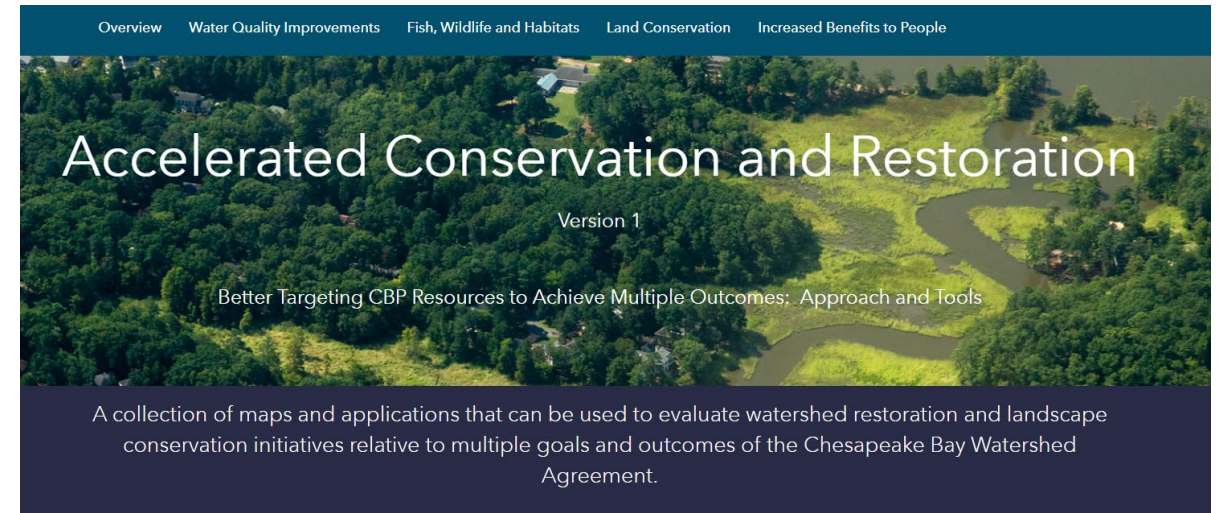 Overview Water Quality Improvements Fish, Wildlife and Habitats Land Conservation Increased Benefits to People
Accelerated Conservation and Restoration
Version 1
Better Targeting CBP Resources to Achieve Multiple Outcomes: Approach and Tools
A collection of maps and applications that can be used to evaluate watershed restoration and landscape
conservation initiatives relative to multiple goals and outcomes of the Chesapeake Bay Watershed
Agreement.